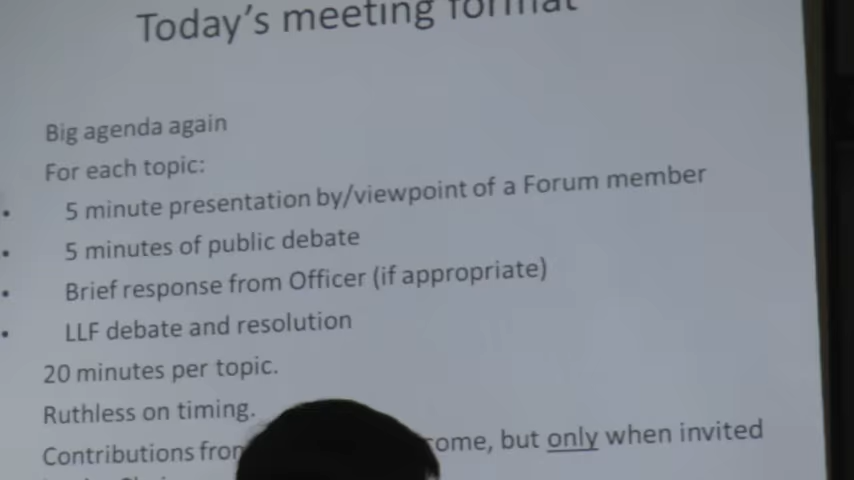 Today's meeting format
Big agenda again
For each topic:
• 5 minute presentation by/viewpoint of a Forum member
• 5 minutes of public debate
• Brief response from Officer (if appropriate)
• LLF debate and resolution
20 minutes per topic.
Ruthless on timing.
Contributions from ome, but only when invited